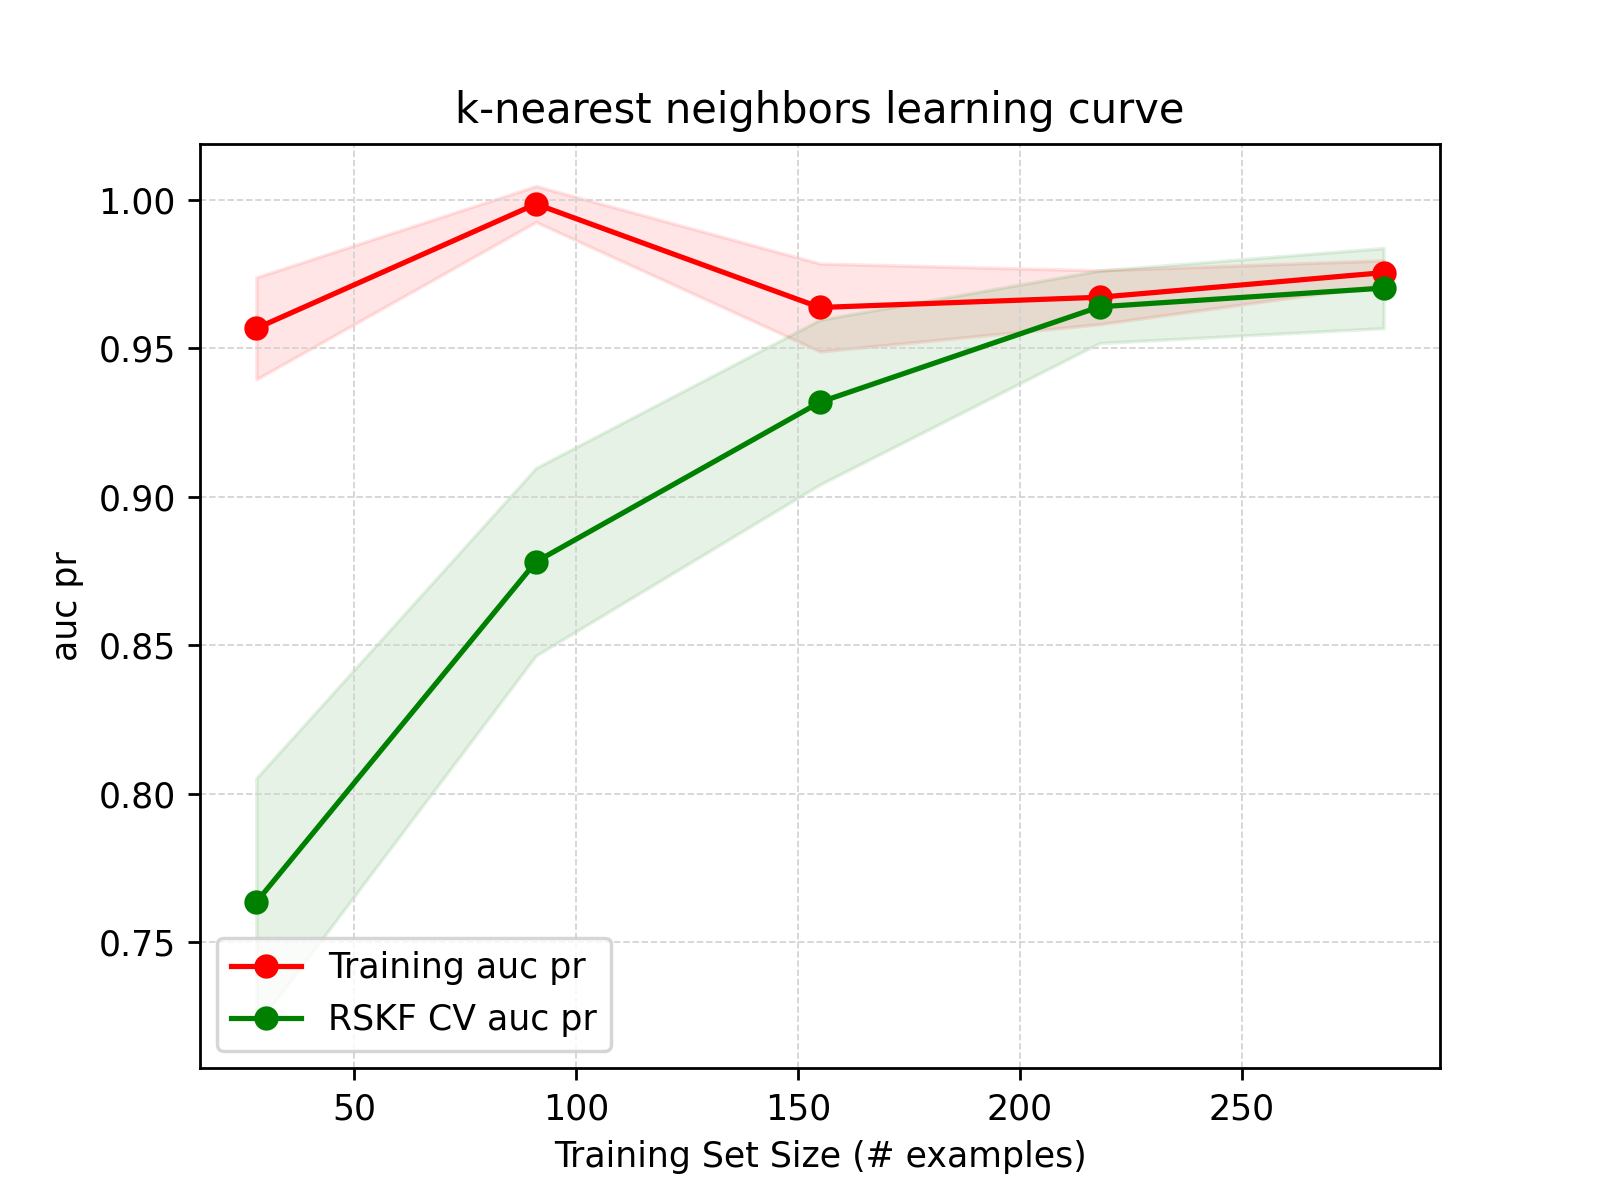 k-nearest neighbors learning curve
1.00
0.95
0.90
0.85
0.80
0.75
auc pr
Training auc pr
RSKF CV auc pr
50 100 150 200 250
Training Set Size (# examples)